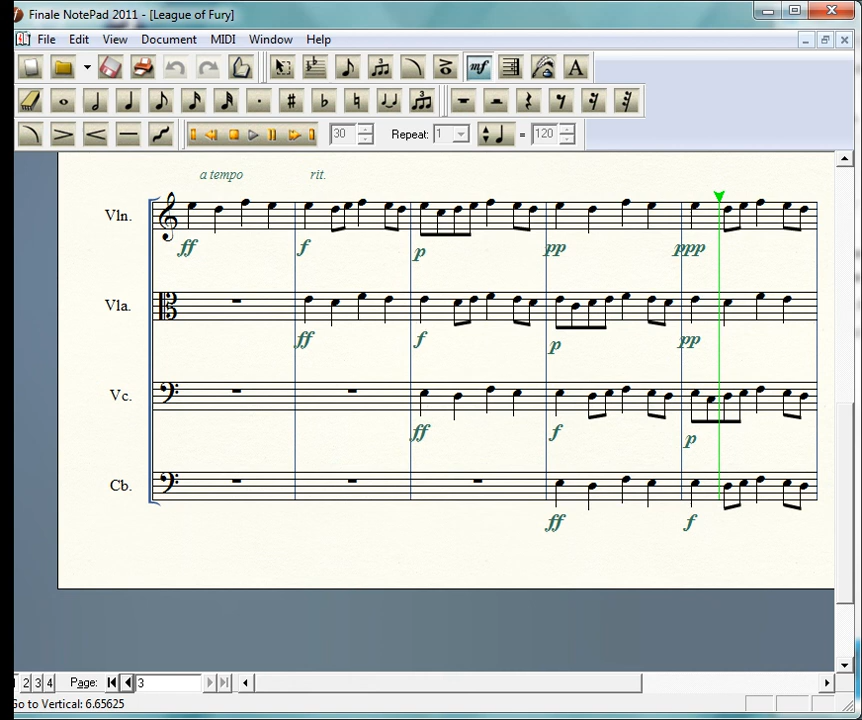 Finale NotePad 2011 - [League of Fury]
File Edit View Document MIDI Window Help
mf A
3
30 Repeat: 1 = 120
a tempo rit.
Vln.
ff f p pp ppp
Vla.
ff f p pp
Vc.
ff f p
Cb.
ff f
2 3 4 Page: 3
Go to Vertical: 6.65625